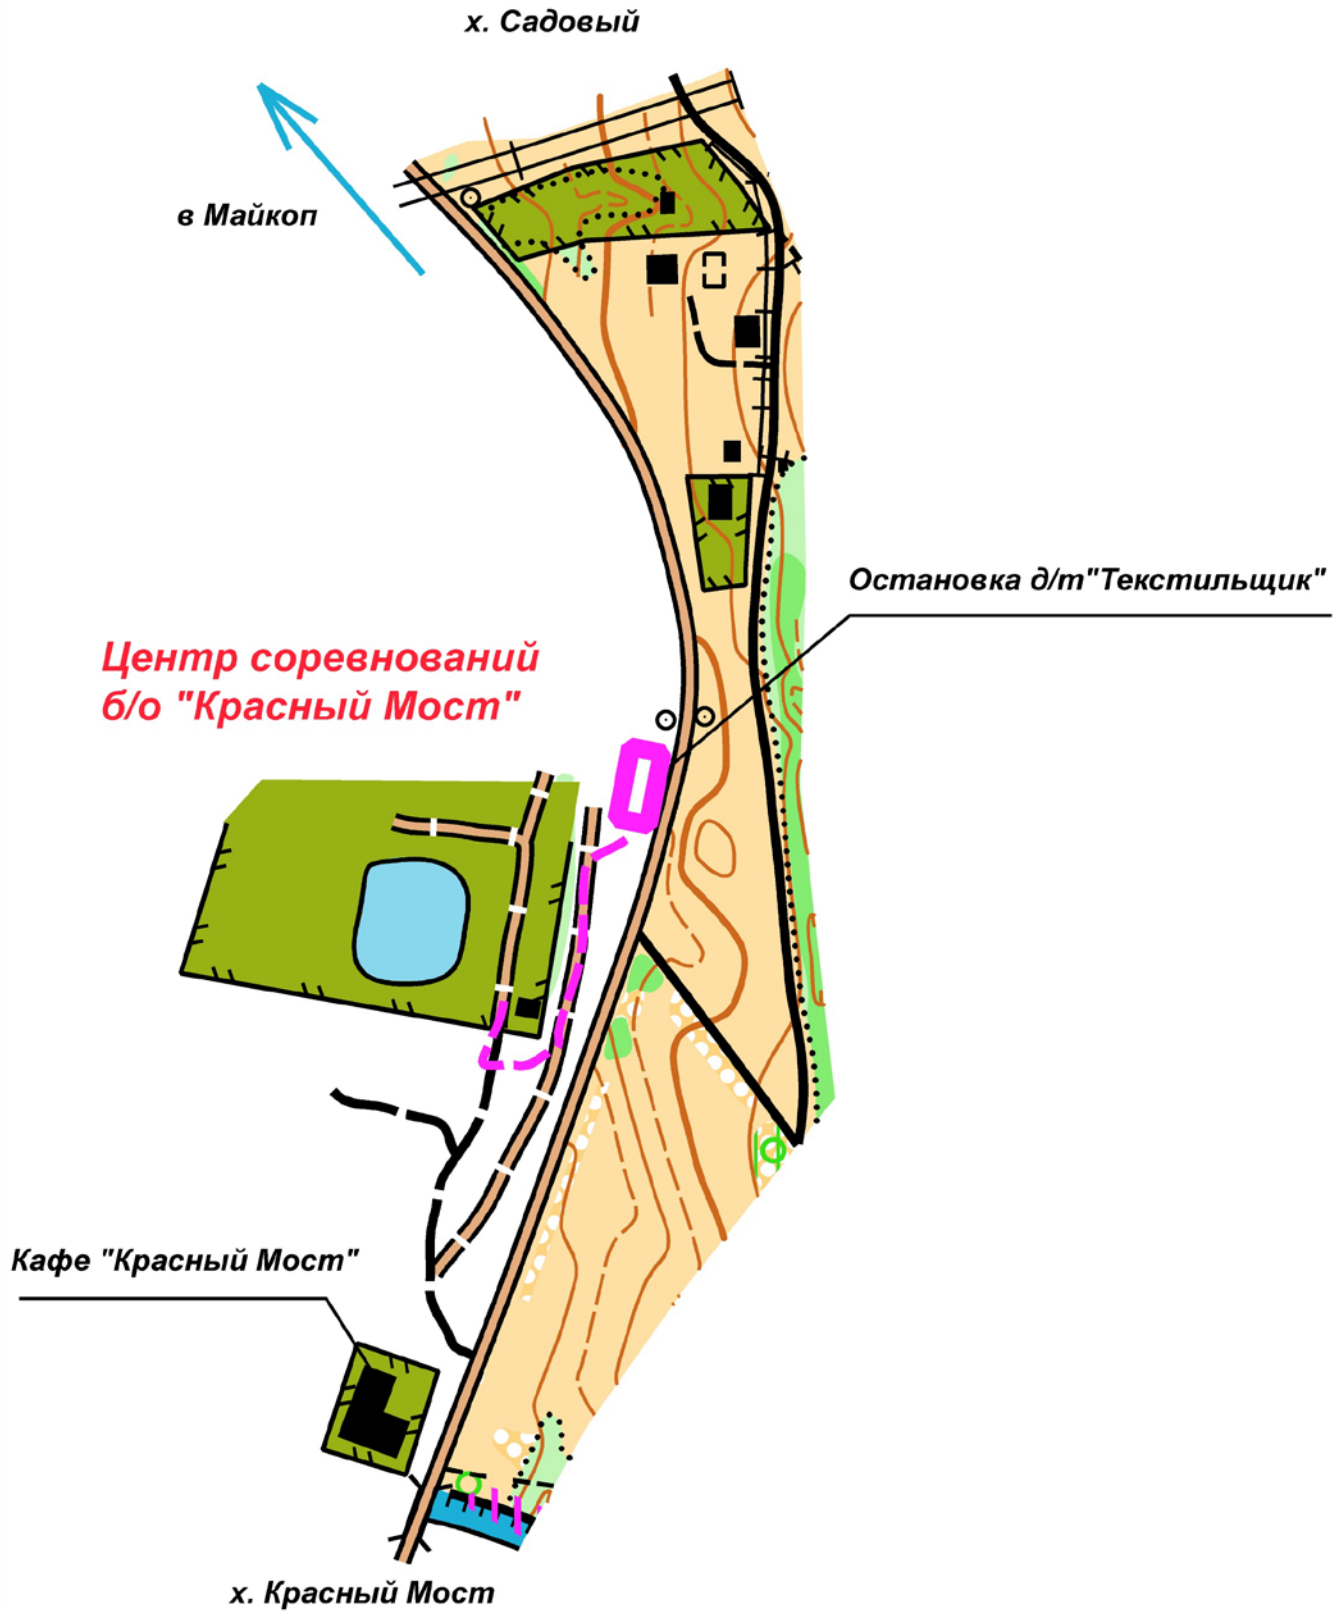 х. Садовый
в Майкоп
Остановка д/т"Текстильщик"
Центр соревнований
б/о "Красный Мост"
Кафе "Красный Мост"
х. Красный Мост